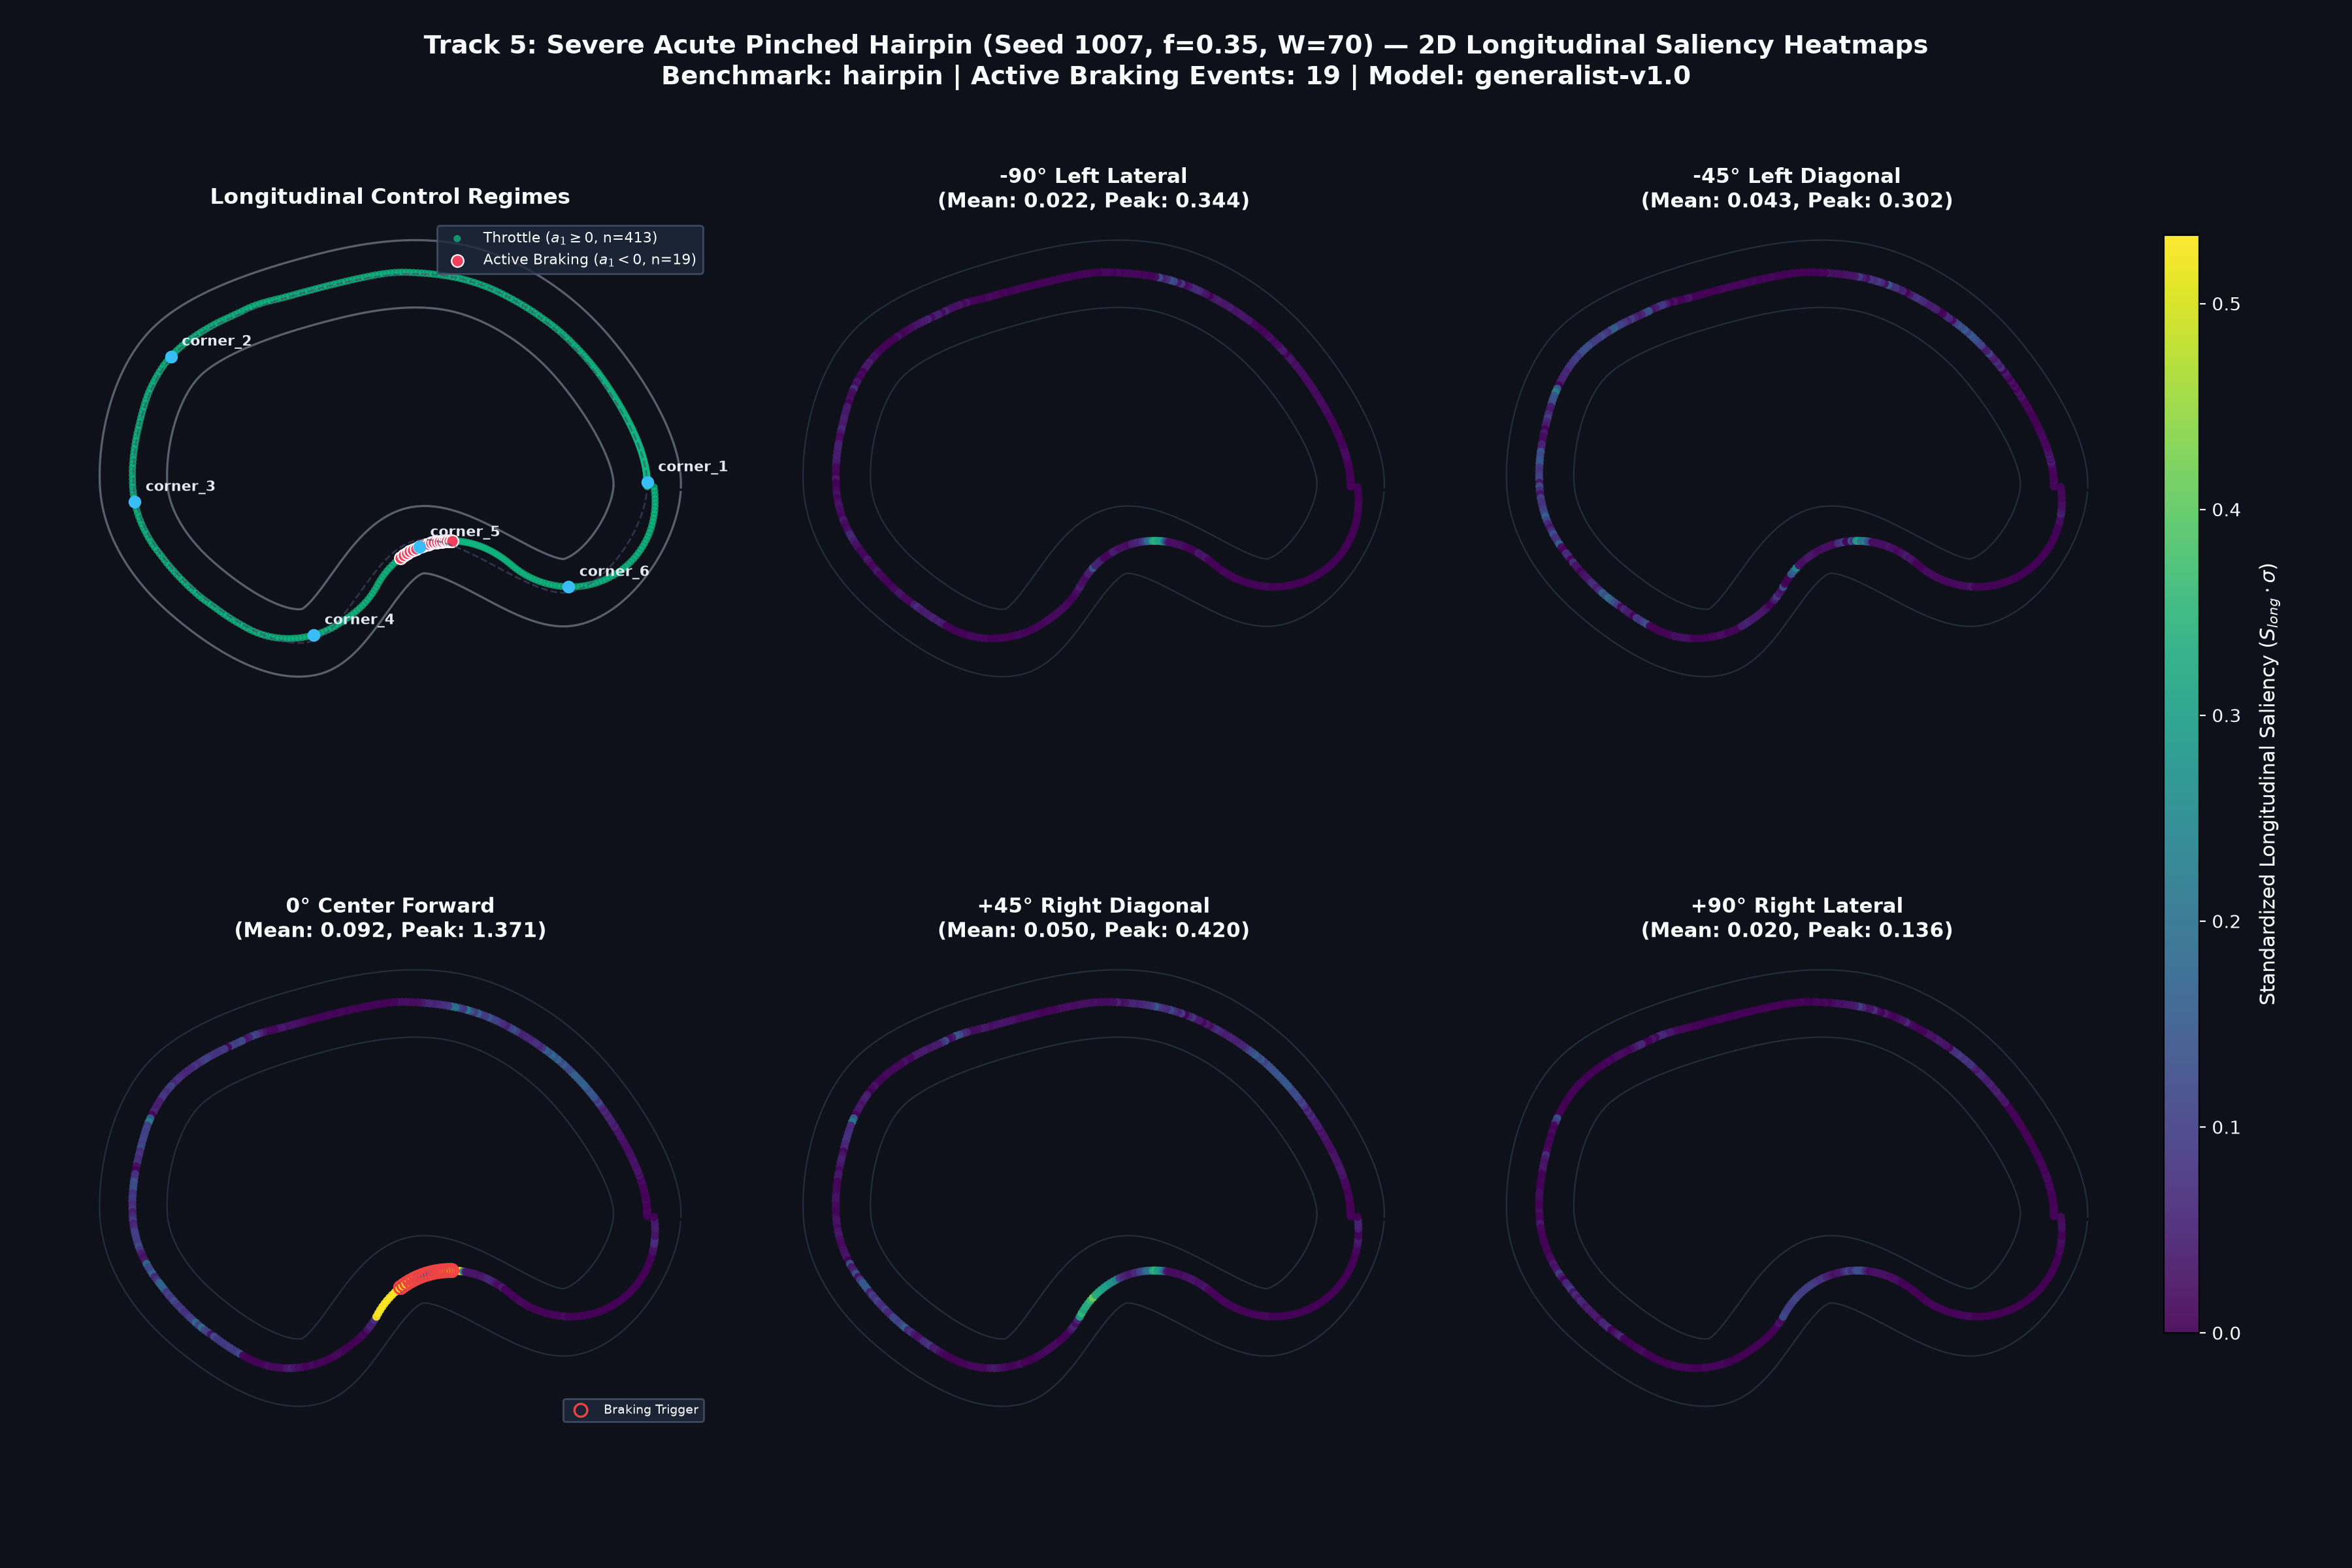 Track 5: Severe Acute Pinched Hairpin (Seed 1007, f=0.35, W=70) — 2D Longitudinal Saliency Heatmaps
Benchmark: hairpin | Active Braking Events: 19 | Model: generalist-v1.0
Longitudinal Control Regimes
Throttle (a₁ ≥ 0, n=413)
Active Braking (a₁ < 0, n=19)
corner_2
corner_1
corner_3
corner_5
corner_6
corner_4
-90° Left Lateral
(Mean: 0.022, Peak: 0.344)
-45° Left Diagonal
(Mean: 0.043, Peak: 0.302)
0° Center Forward
(Mean: 0.092, Peak: 1.371)
Braking Trigger
+45° Right Diagonal
(Mean: 0.050, Peak: 0.420)
+90° Right Lateral
(Mean: 0.020, Peak: 0.136)
0.5
0.4
0.3
0.2
0.1
0.0
Standardized Longitudinal Saliency (S_long · σ)